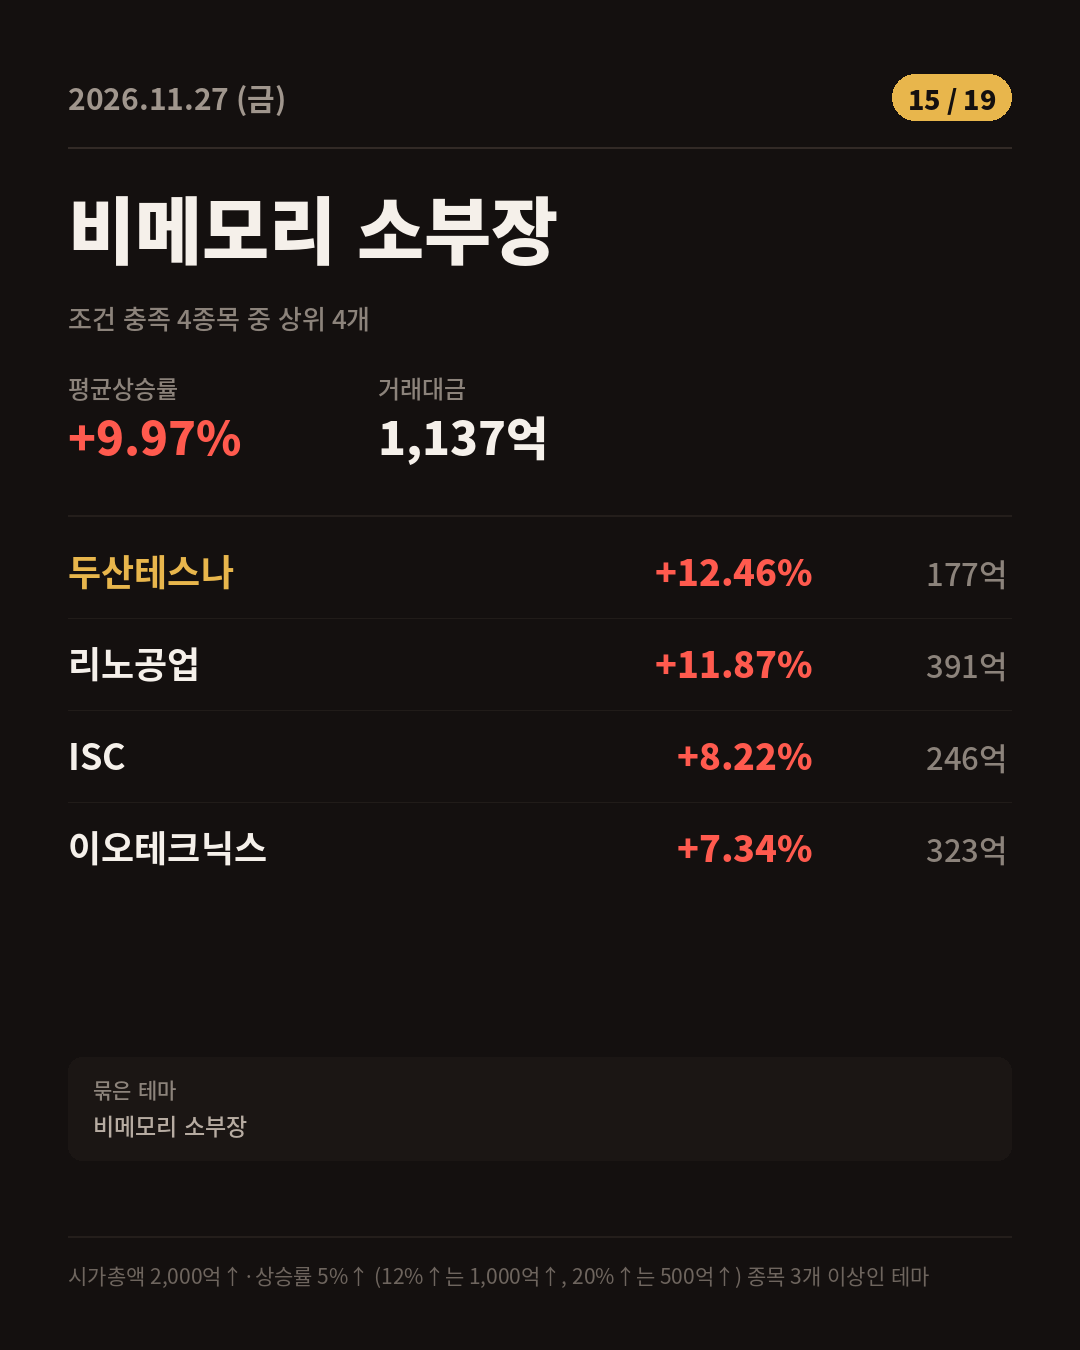 2026.11.27 (금)
15 / 19
비메모리 소부장
조건 충족 4종목 중 상위 4개
평균상승률 거래대금
+9.97% 1,137억
두산테스나 +12.46% 177억
리노공업 +11.87% 391억
ISC +8.22% 246억
이오테크닉스 +7.34% 323억
묶은 테마
비메모리 소부장
시가총액 2,000억↑ · 상승률 5%↑ (12%↑는 1,000억↑, 20%↑는 500억↑) 종목 3개 이상인 테마